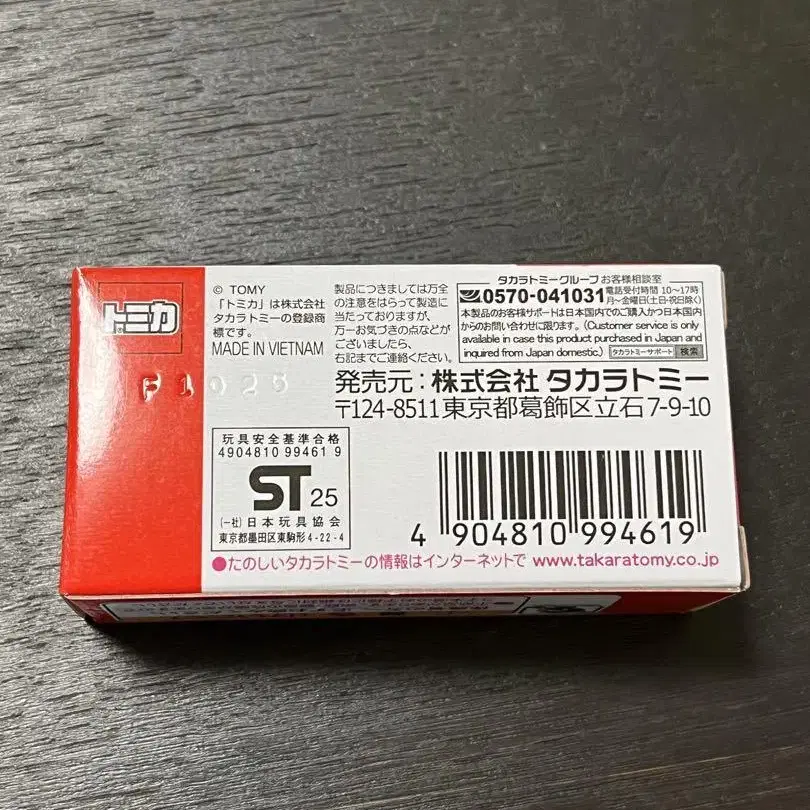 トミカ
© TOMY
「トミカ」は株式会社
タカラトミーの登録商
標です。
MADE IN VIETNAM
製品につきましては万全
の注意をはらって製造に
当たっておりますが、
万一お気づきの点などが
ございましたら、
右記までご連絡ください。
タカラトミーグループ お客様相談室
0570-041031 電話受付時間 10〜17時
月〜金曜日(土・日・祝日除く)
本製品のお客様サポートは日本国内でのご購入かつ日本国内
からのお問い合わせに限ります。(Customer service is only
available in case this product purchased in Japan and
inquired from Japan domestic.) タカラトミーサポート 検索
発売元：株式会社 タカラトミー
〒124-8511 東京都葛飾区立石7-9-10
玩具安全基準合格
4904810 99461 9
ST 25
(一社)日本玩具協会
東京都墨田区東駒形4-22-4
4 904810 994619
●たのしいタカラトミーの情報はインターネットで www.takaratomy.co.jp